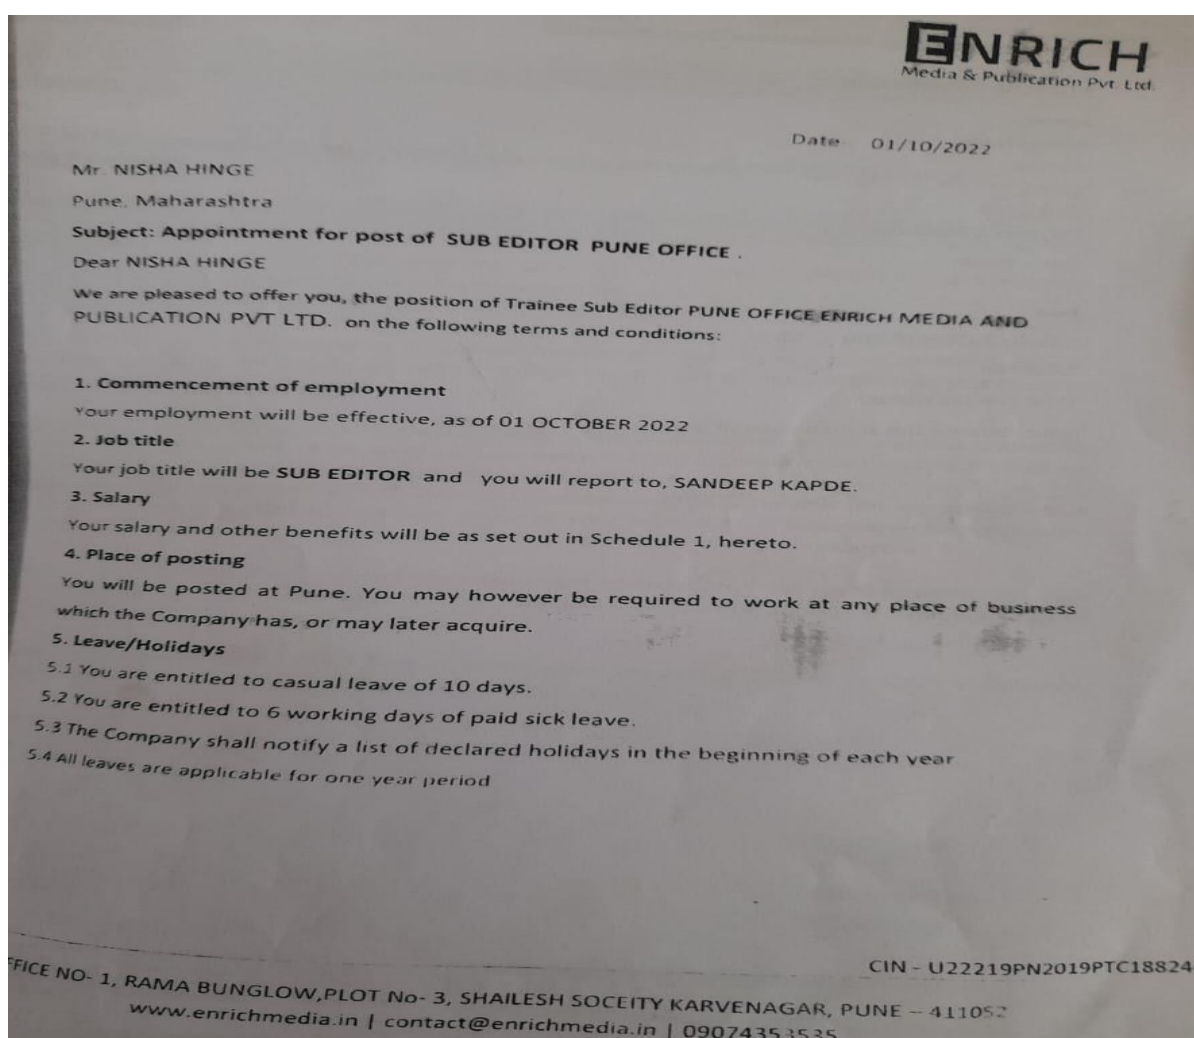 ENRICH
Media & Publication Pvt. Ltd.
Date 01/10/2022
Mr. NISHA HINGE
Pune, Maharashtra
Subject: Appointment for post of SUB EDITOR PUNE OFFICE .
Dear NISHA HINGE
We are pleased to offer you, the position of Trainee Sub Editor PUNE OFFICE ENRICH MEDIA AND
PUBLICATION PVT LTD. on the following terms and conditions:
1. Commencement of employment
Your employment will be effective, as of 01 OCTOBER 2022
2. Job title
Your job title will be SUB EDITOR and you will report to, SANDEEP KAPDE.
3. Salary
Your salary and other benefits will be as set out in Schedule 1, hereto.
4. Place of posting
You will be posted at Pune. You may however be required to work at any place of business
which the Company has, or may later acquire.
5. Leave/Holidays
5.1 You are entitled to casual leave of 10 days.
5.2 You are entitled to 6 working days of paid sick leave.
5.3 The Company shall notify a list of declared holidays in the beginning of each year
5.4 All leaves are applicable for one year period
CIN - U22219PN2019PTC18824
FFICE NO- 1, RAMA BUNGLOW,PLOT No- 3, SHAILESH SOCEITY KARVENAGAR, PUNE – 411052
www.enrichmedia.in | contact@enrichmedia.in |